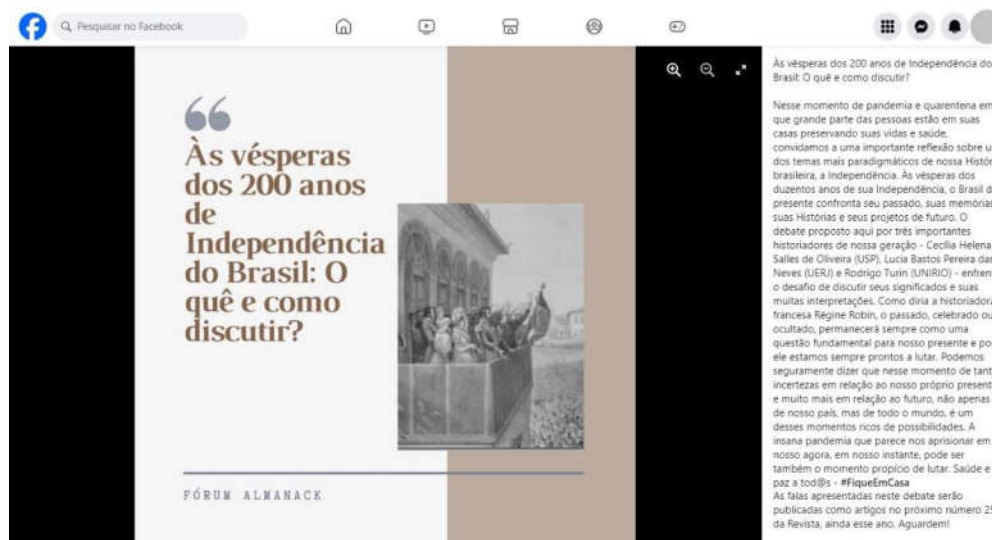 Pesquisar no Facebook
Às vésperas
dos 200 anos
de
Independência
do Brasil: O
quê e como
discutir?
FÓRUM ALMANACK
Às vésperas dos 200 anos de Independência do
Brasil: O quê e como discutir?
Nesse momento de pandemia e quarentena em
que grande parte das pessoas estão em suas
casas preservando suas vidas e saúde,
convidamos a uma importante reflexão sobre u
dos temas mais paradigmáticos de nossa Histór
brasileira, a Independência. Às vésperas dos
duzentos anos de sua Independência, o Brasil d
presente confronta seu passado, suas memórias
suas Histórias e seus projetos de futuro. O
debate proposto aqui por três importantes
historiadores de nossa geração - Cecília Helena
Salles de Oliveira (USP), Lucia Bastos Pereira das
Neves (UERJ) e Rodrigo Turin (UNIRIO) - enfren
o desafio de discutir seus significados e suas
muitas interpretações. Como diria a historiadora
francesa Régine Robin, o passado, celebrado ou
ocultado, permanecerá sempre como uma
questão fundamental para nosso presente e po
ele estamos sempre prontos a lutar. Podemos
seguramente dizer que nesse momento de tant
incertezas em relação ao nosso próprio present
e muito mais em relação ao futuro, não apenas
de nosso país, mas de todo o mundo, é um
desses momentos ricos de possibilidades. A
insana pandemia que parece nos aprisionar em
nosso agora, em nosso instante, pode ser
também o momento propício de lutar. Saúde e
paz a tod@s - #FiqueEmCasa
As falas apresentadas neste debate serão
publicadas como artigos no próximo número 25
da Revista, ainda esse ano. Aguardem!